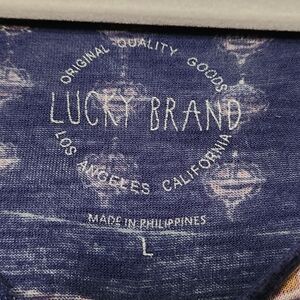 ORIGINAL QUALITY GOODS
LUCKY BRAND
LOS ANGELES CALIFORNIA
MADE IN PHILIPPINES
L